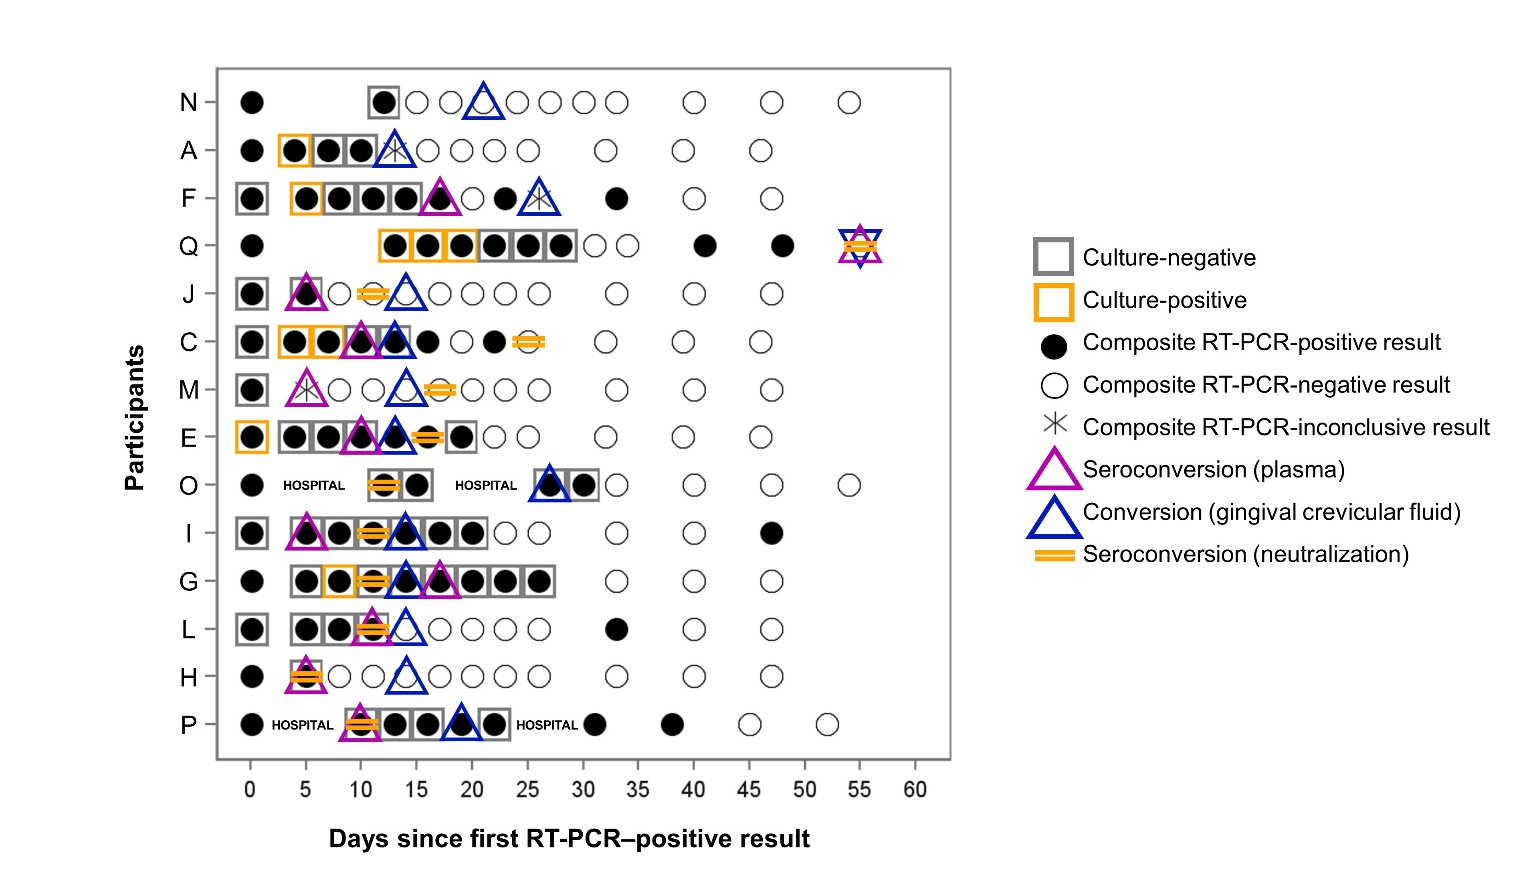 N
A
F
Q
J
C
M
E
O HOSPITAL HOSPITAL
I
G
L
H
P HOSPITAL HOSPITAL
Participants
0 5 10 15 20 25 30 35 40 45 50 55 60
Days since first RT-PCR–positive result
Culture-negative
Culture-positive
Composite RT-PCR-positive result
Composite RT-PCR-negative result
Composite RT-PCR-inconclusive result
Seroconversion (plasma)
Conversion (gingival crevicular fluid)
Seroconversion (neutralization)